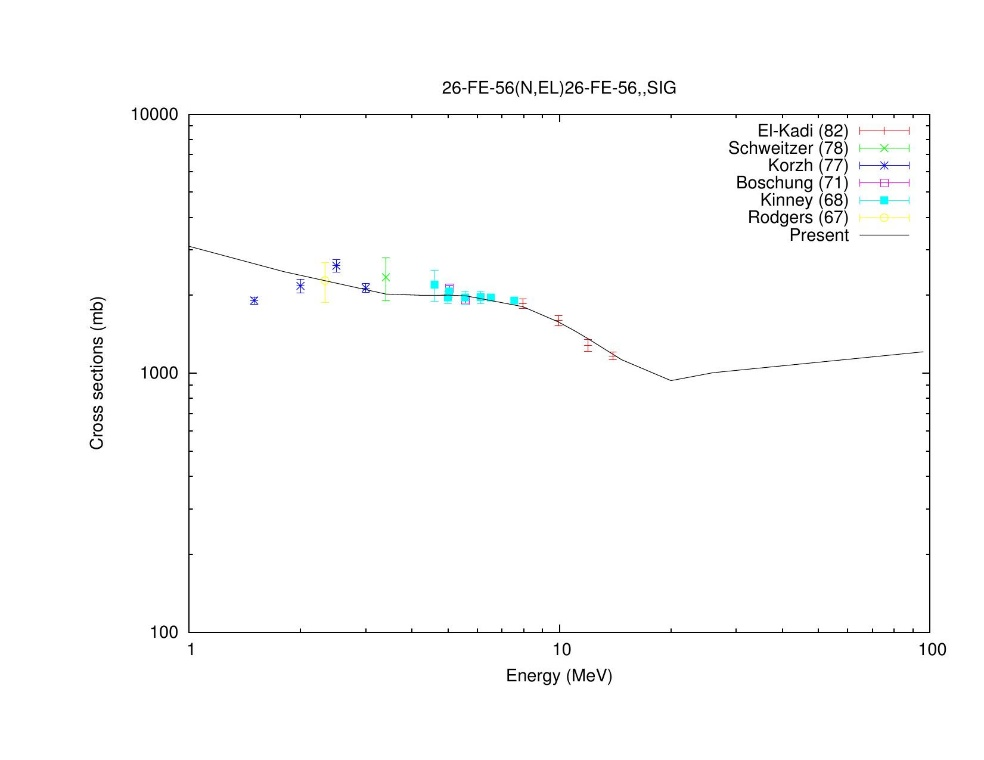 26-FE-56(N,EL)26-FE-56,,SIG
10000
1000
100
Cross sections (mb)
El-Kadi (82)
Schweitzer (78)
Korzh (77)
Boschung (71)
Kinney (68)
Rodgers (67)
Present
1 10 100
Energy (MeV)